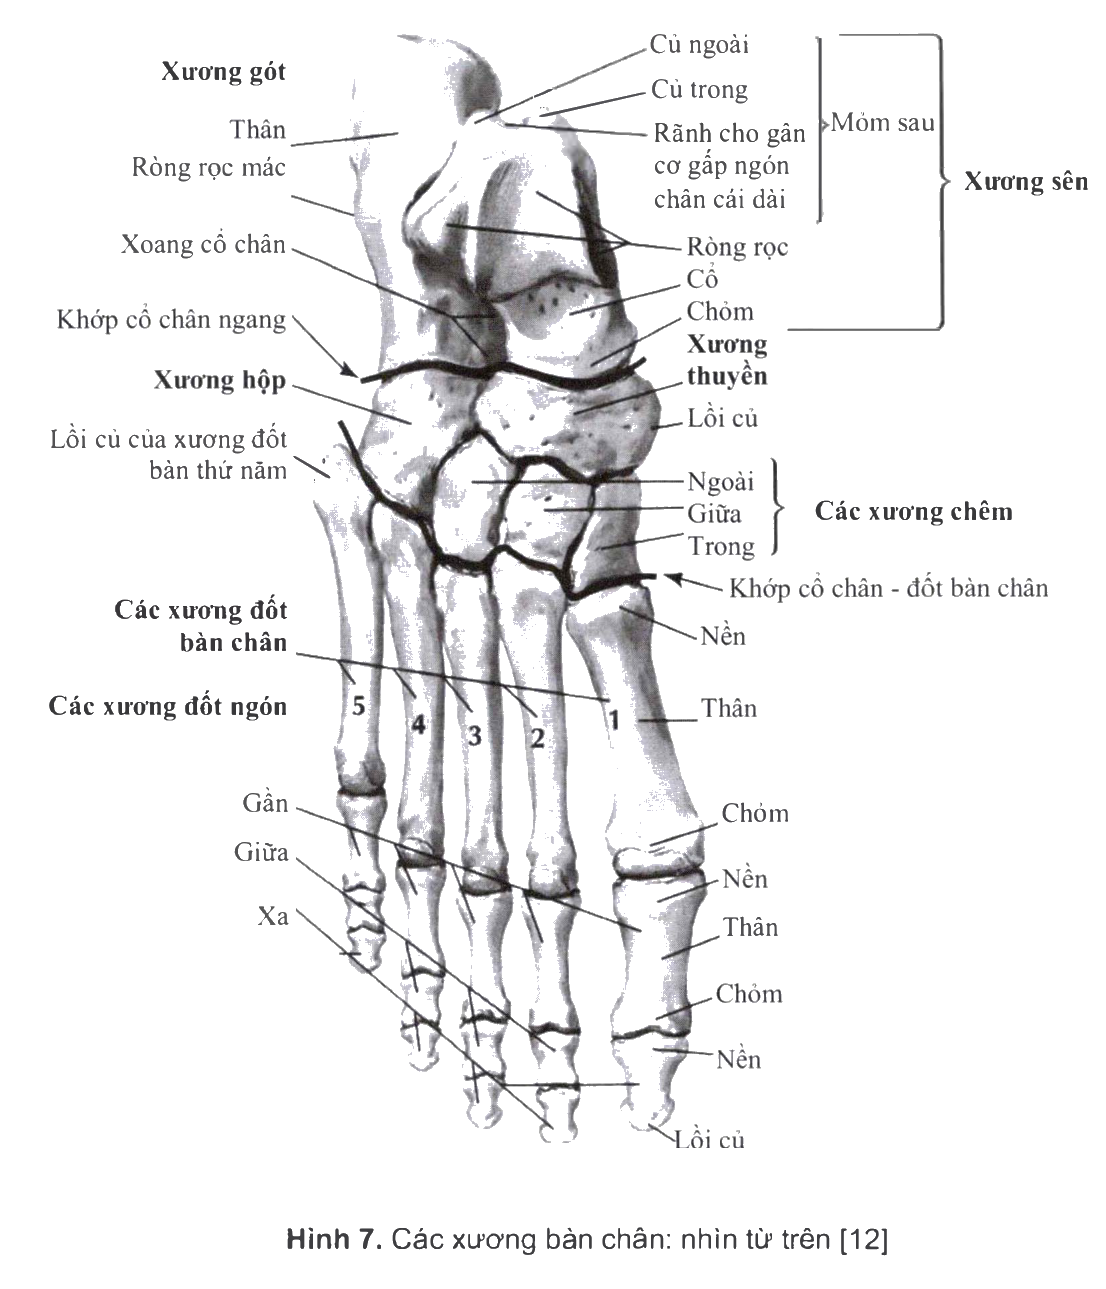 Xương gót
Thân
Ròng rọc mác
Xoang cổ chân
Khớp cổ chân ngang
Xương hộp
Lồi củ của xương đốt
bàn thứ năm
Các xương đốt
bàn chân
Các xương đốt ngón
Gần
Giữa
Xa
Củ ngoài
Củ trong
Rãnh cho gân
cơ gấp ngón
chân cái dài
Mỏm sau
Xương sên
Ròng rọc
Cổ
Chỏm
Xương
thuyền
Lồi củ
Ngoài
Giữa
Trong
Các xương chêm
Khớp cổ chân - đốt bàn chân
Nền
Thân
Chỏm
Nền
Thân
Chỏm
Nền
Lồi củ
5
4
3
2
1
Hình 7. Các xương bàn chân: nhìn từ trên [12]